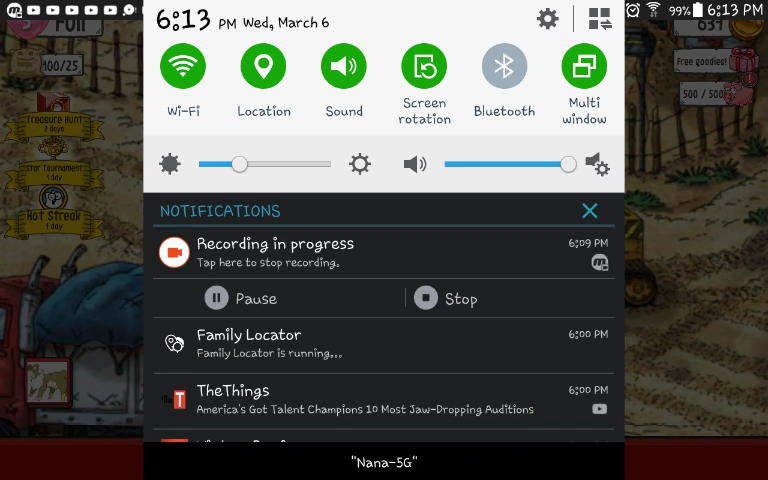 6:13 PM Wed, March 6
99% 6:13 PM
Wi-Fi
Location
Sound
Screen rotation
Bluetooth
Multi window
NOTIFICATIONS
Recording in progress
6:09 PM
Tap here to stop recording.
Pause
Stop
Family Locator
6:00 PM
Family Locator is running...
TheThings
6:00 PM
America's Got Talent Champions 10 Most Jaw-Dropping Auditions
"Nana-5G"
Full
100/25
Treasure Hunt
2 days
Star Tournament
1 day
Hot Streak
1 day
Free goodies!
500 / 500